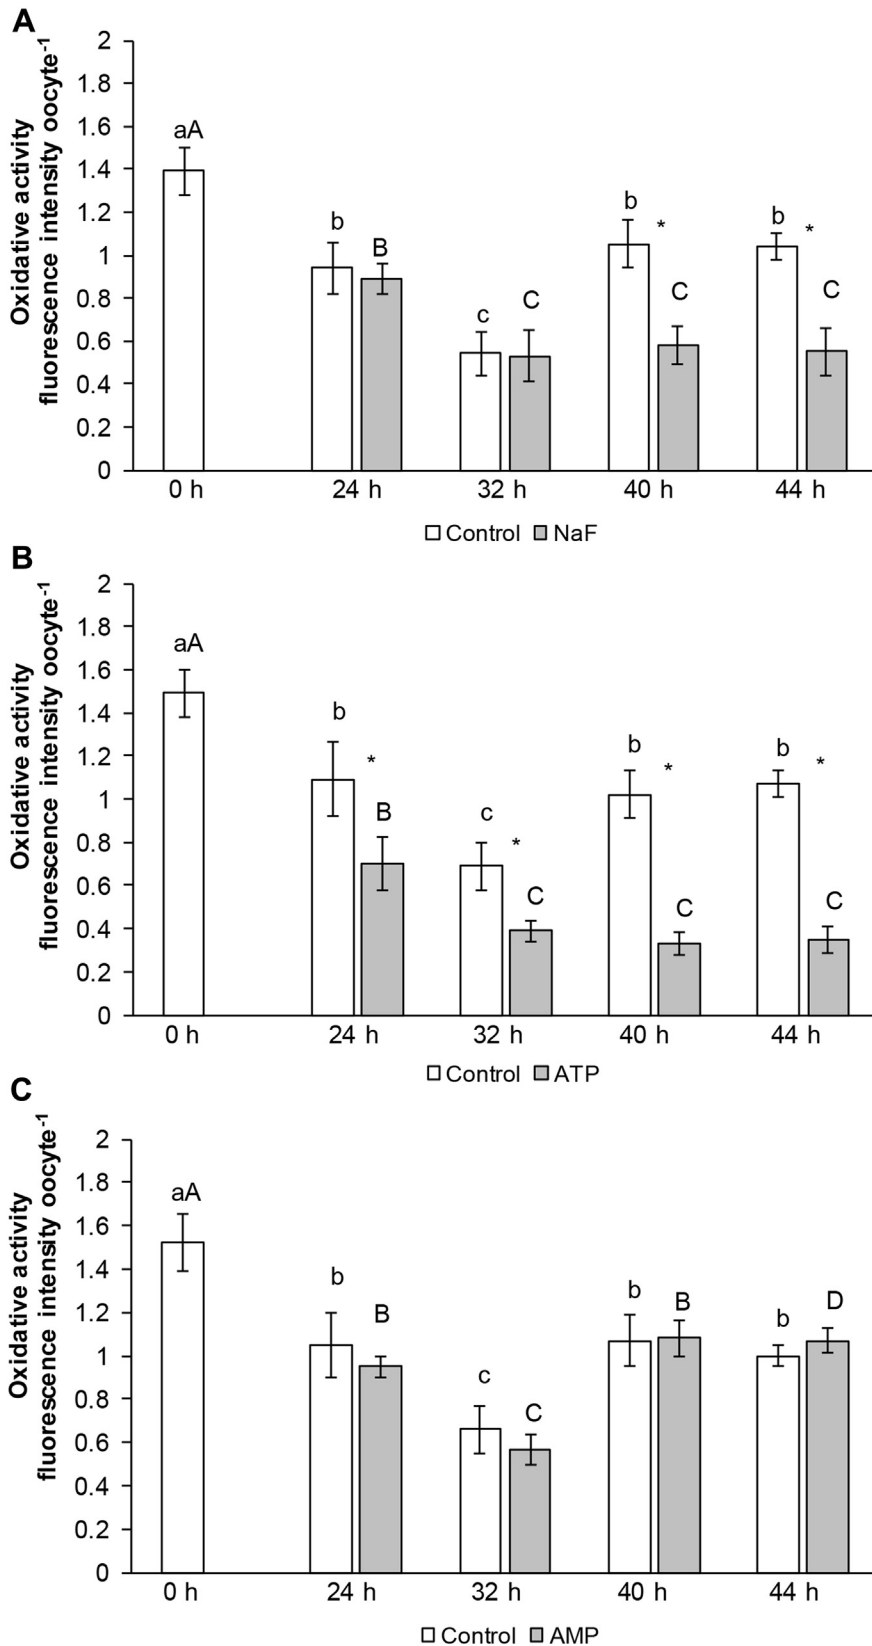 A
Oxidative activity
fluorescence intensity oocyte-1
2
1.8
1.6
1.4
1.2
1
0.8
0.6
0.4
0.2
0
aA
b
B
c
C
b
*
C
b
*
C
0 h
24 h
32 h
40 h
44 h
Control
NaF
B
Oxidative activity
fluorescence intensity oocyte-1
2
1.8
1.6
1.4
1.2
1
0.8
0.6
0.4
0.2
0
aA
b
*
B
c
*
C
b
*
C
b
*
C
0 h
24 h
32 h
40 h
44 h
Control
ATP
C
Oxidative activity
fluorescence intensity oocyte-1
2
1.8
1.6
1.4
1.2
1
0.8
0.6
0.4
0.2
0
aA
b
B
c
C
b
B
b
D
0 h
24 h
32 h
40 h
44 h
Control
AMP